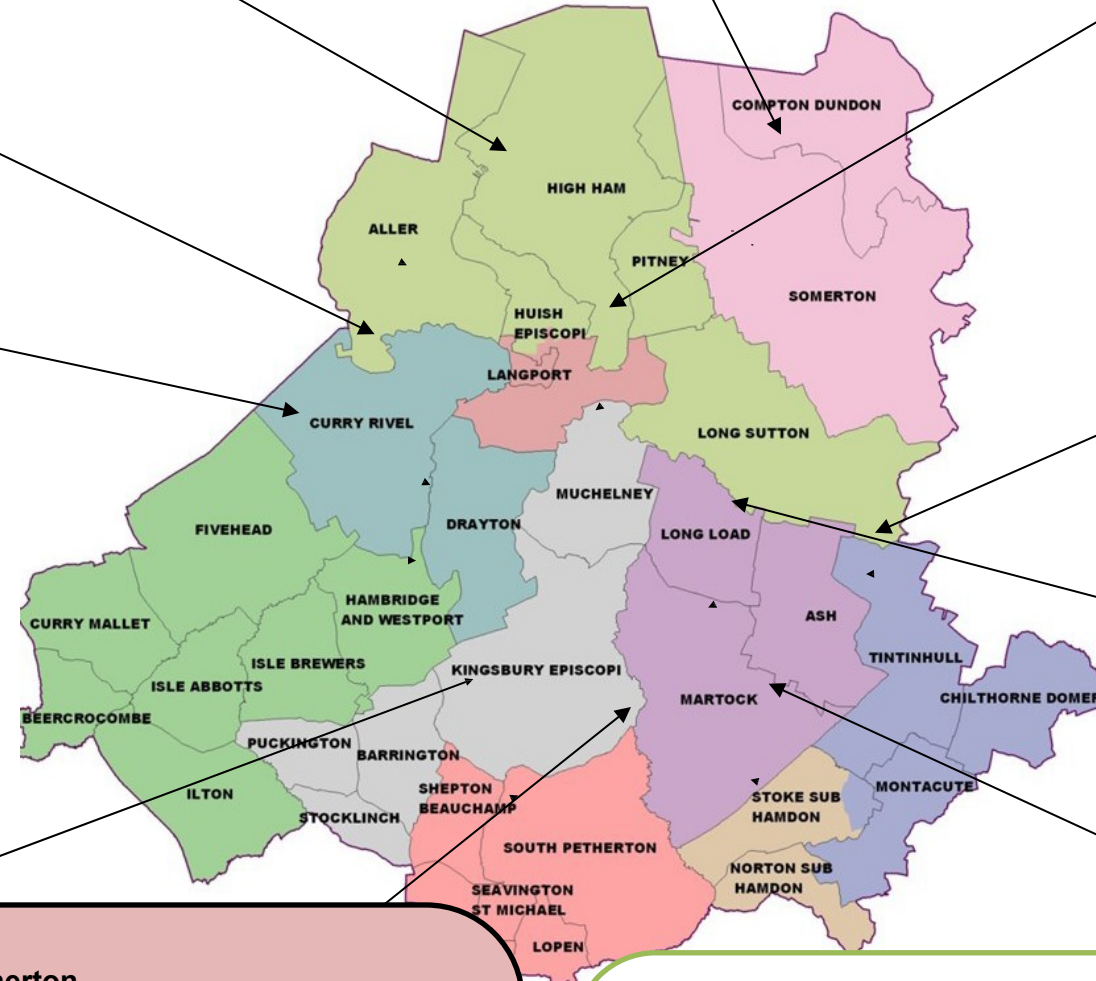 COMPTON DUNDON
HIGH HAM
ALLER
PITNEY
SOMERTON
HUISH
EPISCOPI
LANGPORT
CURRY RIVEL
LONG SUTTON
MUCHELNEY
DRAYTON
FIVEHEAD
LONG LOAD
HAMBRIDGE
AND WESTPORT
ASH
CURRY MALLET
TINTINHULL
ISLE BREWERS
KINGSBURY EPISCOPI
ISLE ABBOTTS
MARTOCK
CHILTHORNE DOMER
BEERCROCOMBE
PUCKINGTON
BARRINGTON
MONTACUTE
SHEPTON
BEAUCHAMP
ILTON
STOKE SUB
HAMDON
STOCKLINCH
SOUTH PETHERTON
NORTON SUB
HAMDON
SEAVINGTON
ST MICHAEL
LOPEN